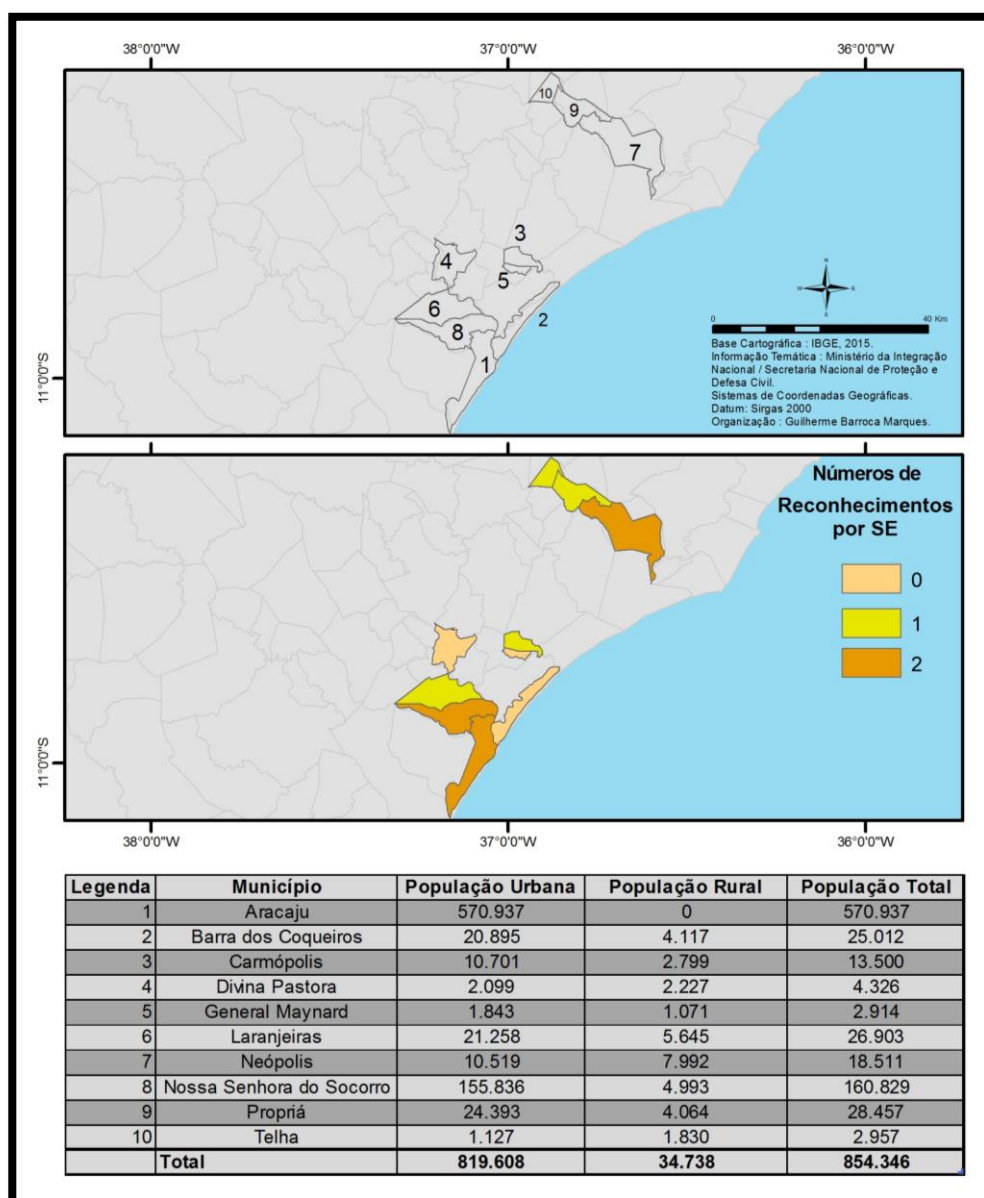 38°0'0"W 37°0'0"W 36°0'0"W
10
9
7
3
4
5
6
2
8
1
11°0'0"S
N
W E
S
0 40 Km
Base Cartográfica : IBGE, 2015.
Informação Temática : Ministério da Integração
Nacional / Secretaria Nacional de Proteção e
Defesa Civil.
Sistemas de Coordenadas Geográficas.
Datum: Sirgas 2000
Organização : Guilherme Barroca Marques.
Números de
Reconhecimentos
por SE
0
1
2
11°0'0"S
38°0'0"W 37°0'0"W 36°0'0"W
Legenda Município População Urbana População Rural População Total
1 Aracaju 570.937 0 570.937
2 Barra dos Coqueiros 20.895 4.117 25.012
3 Carmópolis 10.701 2.799 13.500
4 Divina Pastora 2.099 2.227 4.326
5 General Maynard 1.843 1.071 2.914
6 Laranjeiras 21.258 5.645 26.903
7 Neópolis 10.519 7.992 18.511
8 Nossa Senhora do Socorro 155.836 4.993 160.829
9 Propriá 24.393 4.064 28.457
10 Telha 1.127 1.830 2.957
Total 819.608 34.738 854.346